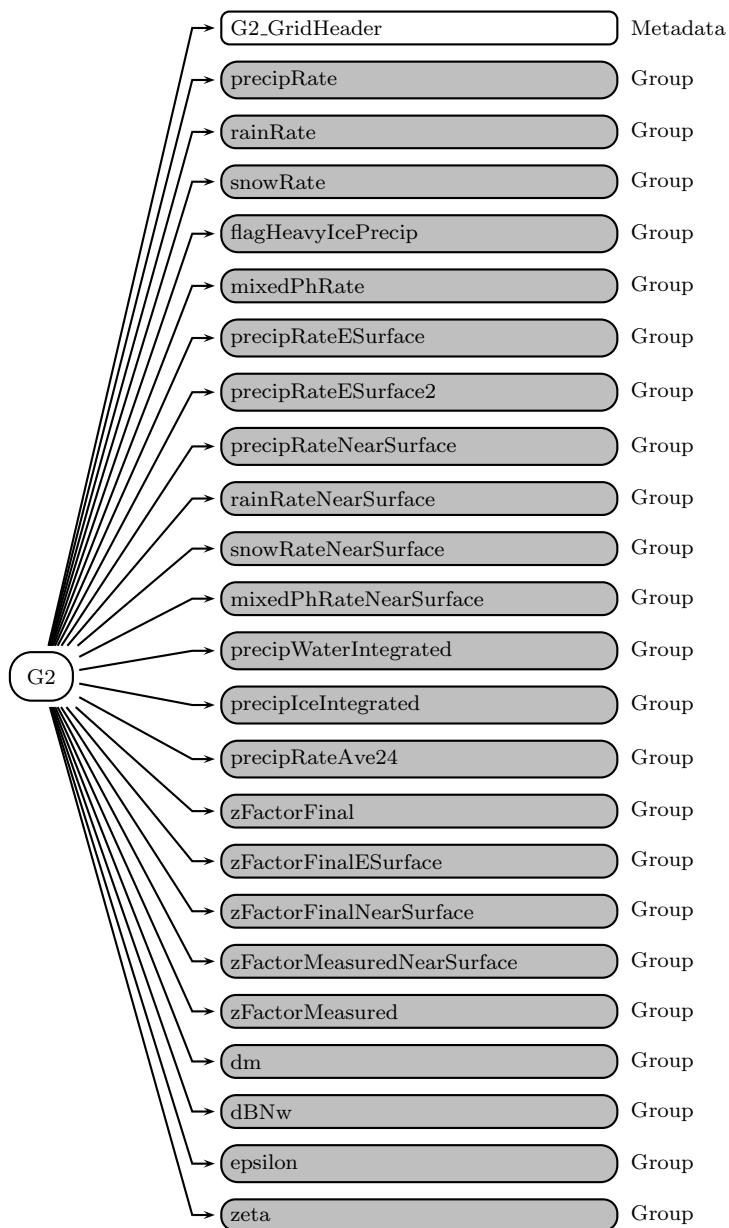 G2_GridHeader Metadata
precipRate Group
rainRate Group
snowRate Group
flagHeavyIcePrecip Group
mixedPhRate Group
precipRateESurface Group
precipRateESurface2 Group
precipRateNearSurface Group
rainRateNearSurface Group
snowRateNearSurface Group
mixedPhRateNearSurface Group
precipWaterIntegrated Group
G2
precipIceIntegrated Group
precipRateAve24 Group
zFactorFinal Group
zFactorFinalESurface Group
zFactorFinalNearSurface Group
zFactorMeasuredNearSurface Group
zFactorMeasured Group
dm Group
dBNw Group
epsilon Group
zeta Group